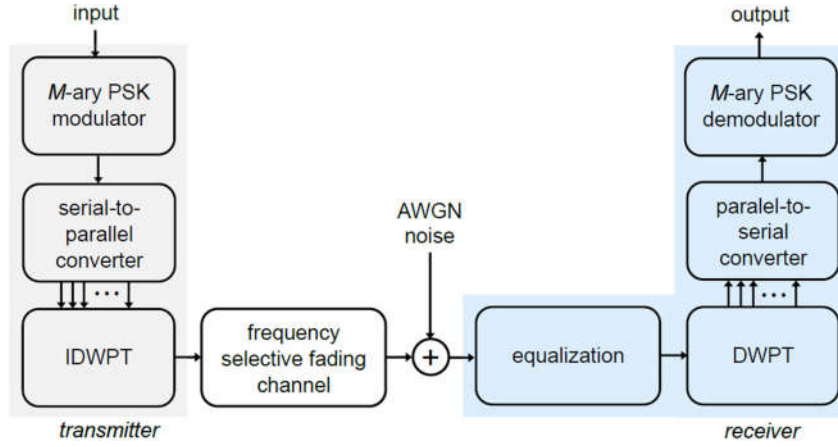 input
M-ary PSK
modulator
serial-to-
parallel
converter
IDWPT
transmitter
frequency
selective fading
channel
AWGN
noise
+
equalization
DWPT
paralel-to-
serial
converter
M-ary PSK
demodulator
output
receiver